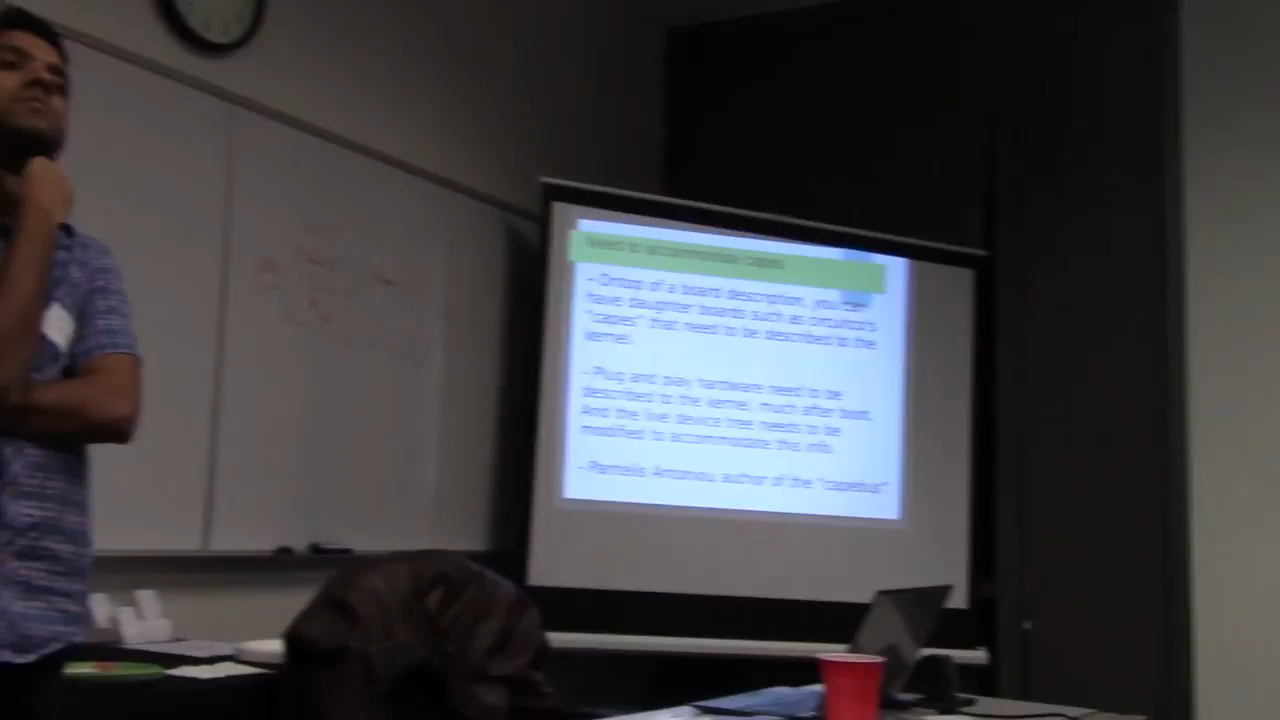 Need to accommodate capes
- Ontop of a board description, you can
have daughter boards such as circuitco's
"capes" that need to be described to the
kernel.
- Plug and play hardware need to be
described to the kernel, much after boot.
And the live device tree needs to be
modified to accommodate this info.
- Pantelis Antoniou, author of the "capebus"